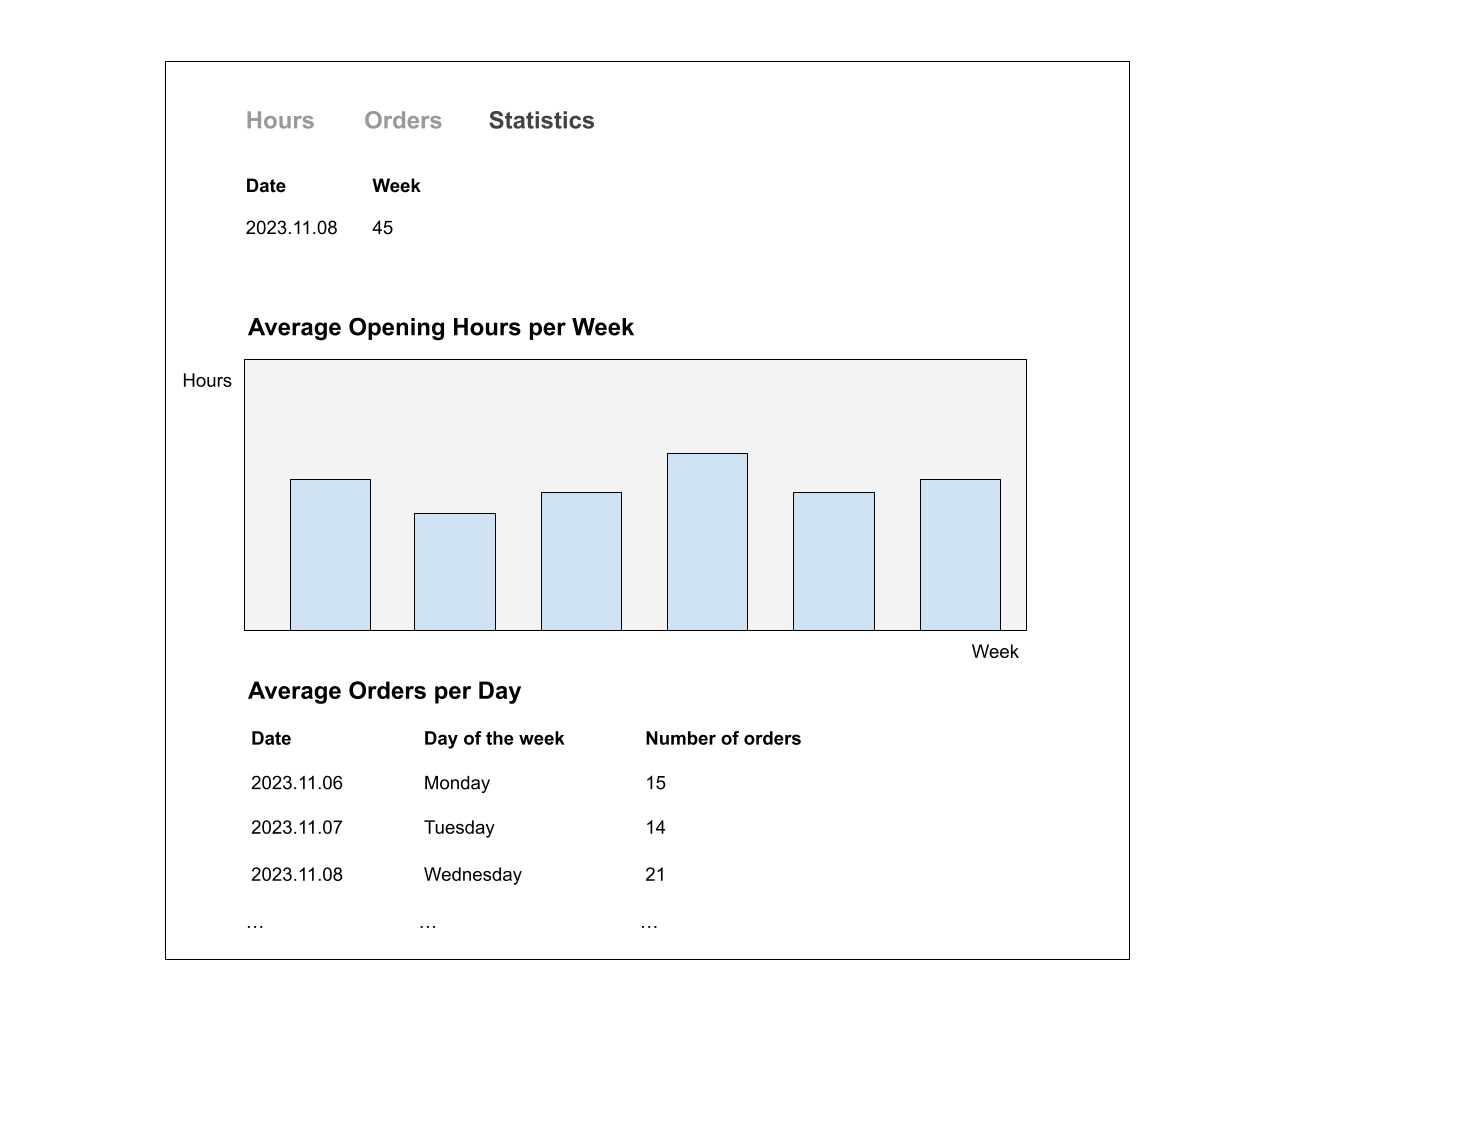 Hours Orders Statistics
Date Week
2023.11.08 45
Average Opening Hours per Week
Hours
Week
Average Orders per Day
Date Day of the week Number of orders
2023.11.06 Monday 15
2023.11.07 Tuesday 14
2023.11.08 Wednesday 21
… … …